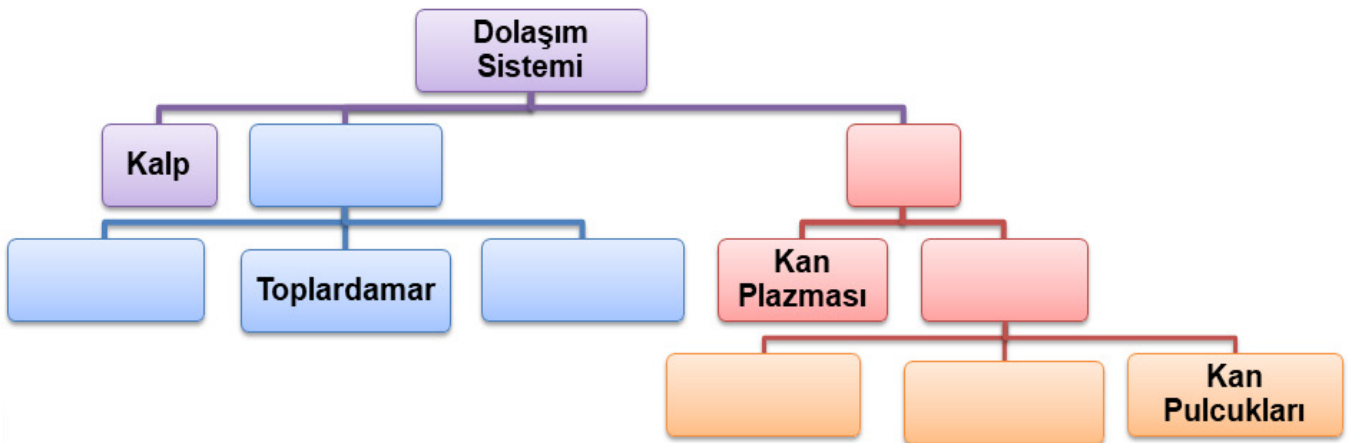 Dolaşım
Sistemi
Kalp
Toplardamar
Kan
Plazması
Kan
Pulcukları